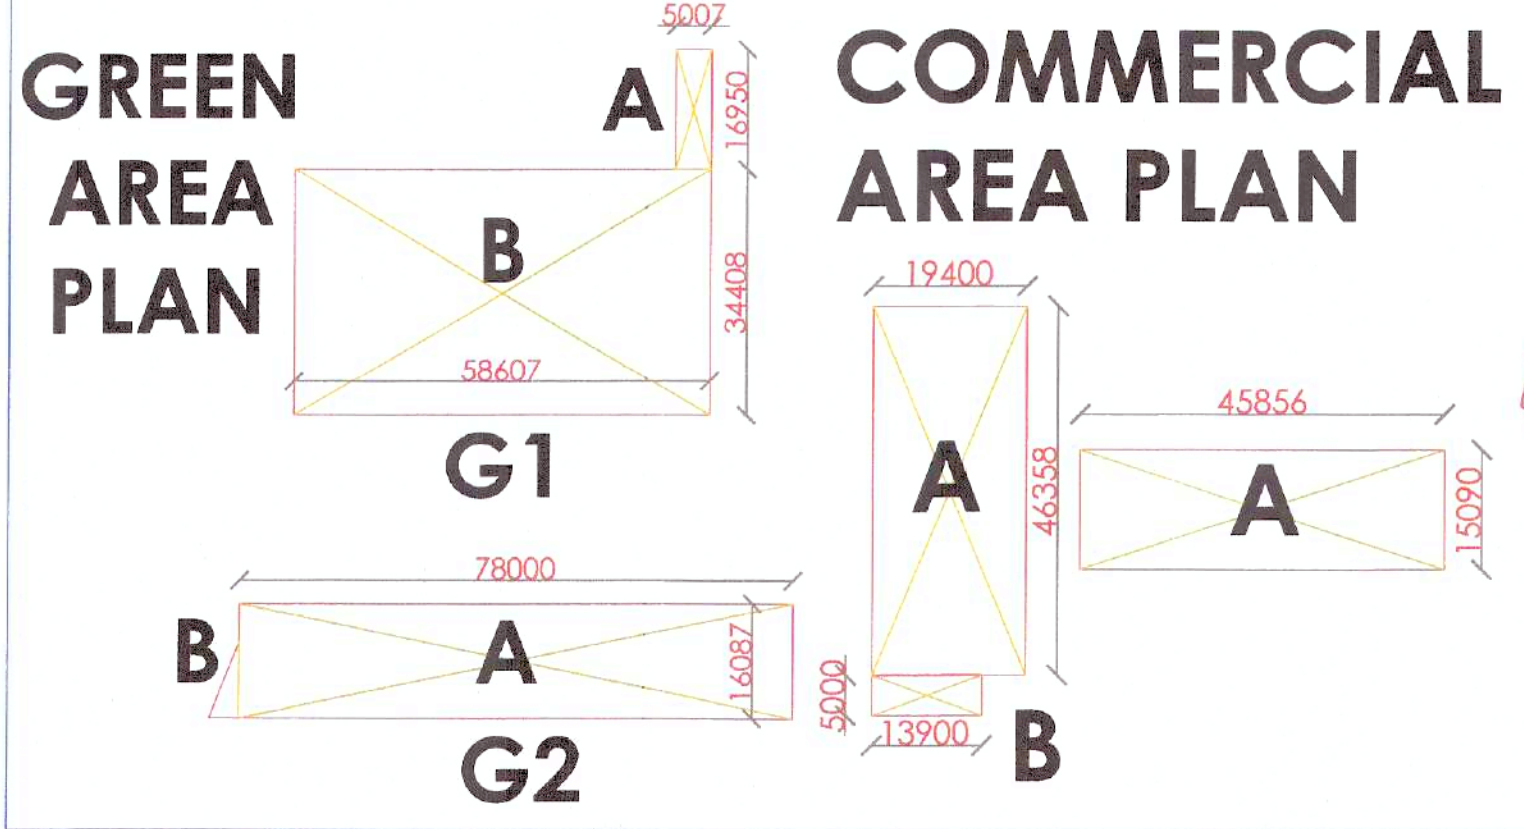 GREEN
AREA
PLAN
5007
A
16950
B
34408
58607
G1
78000
B
A
16087
G2
COMMERCIAL
AREA PLAN
19400
A
46358
5000
13900
B
45856
A
15090